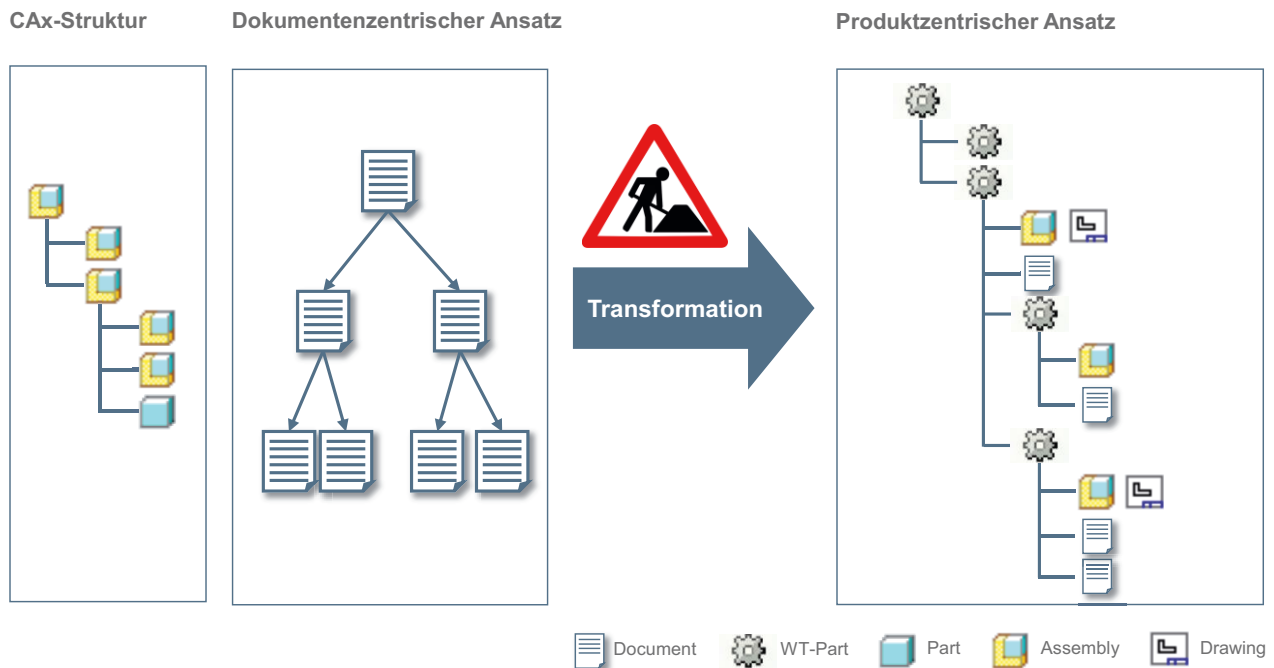 CAx-Struktur
Dokumentenzentrischer Ansatz
Produktzentrischer Ansatz
Transformation
Document
WT-Part
Part
Assembly
Drawing